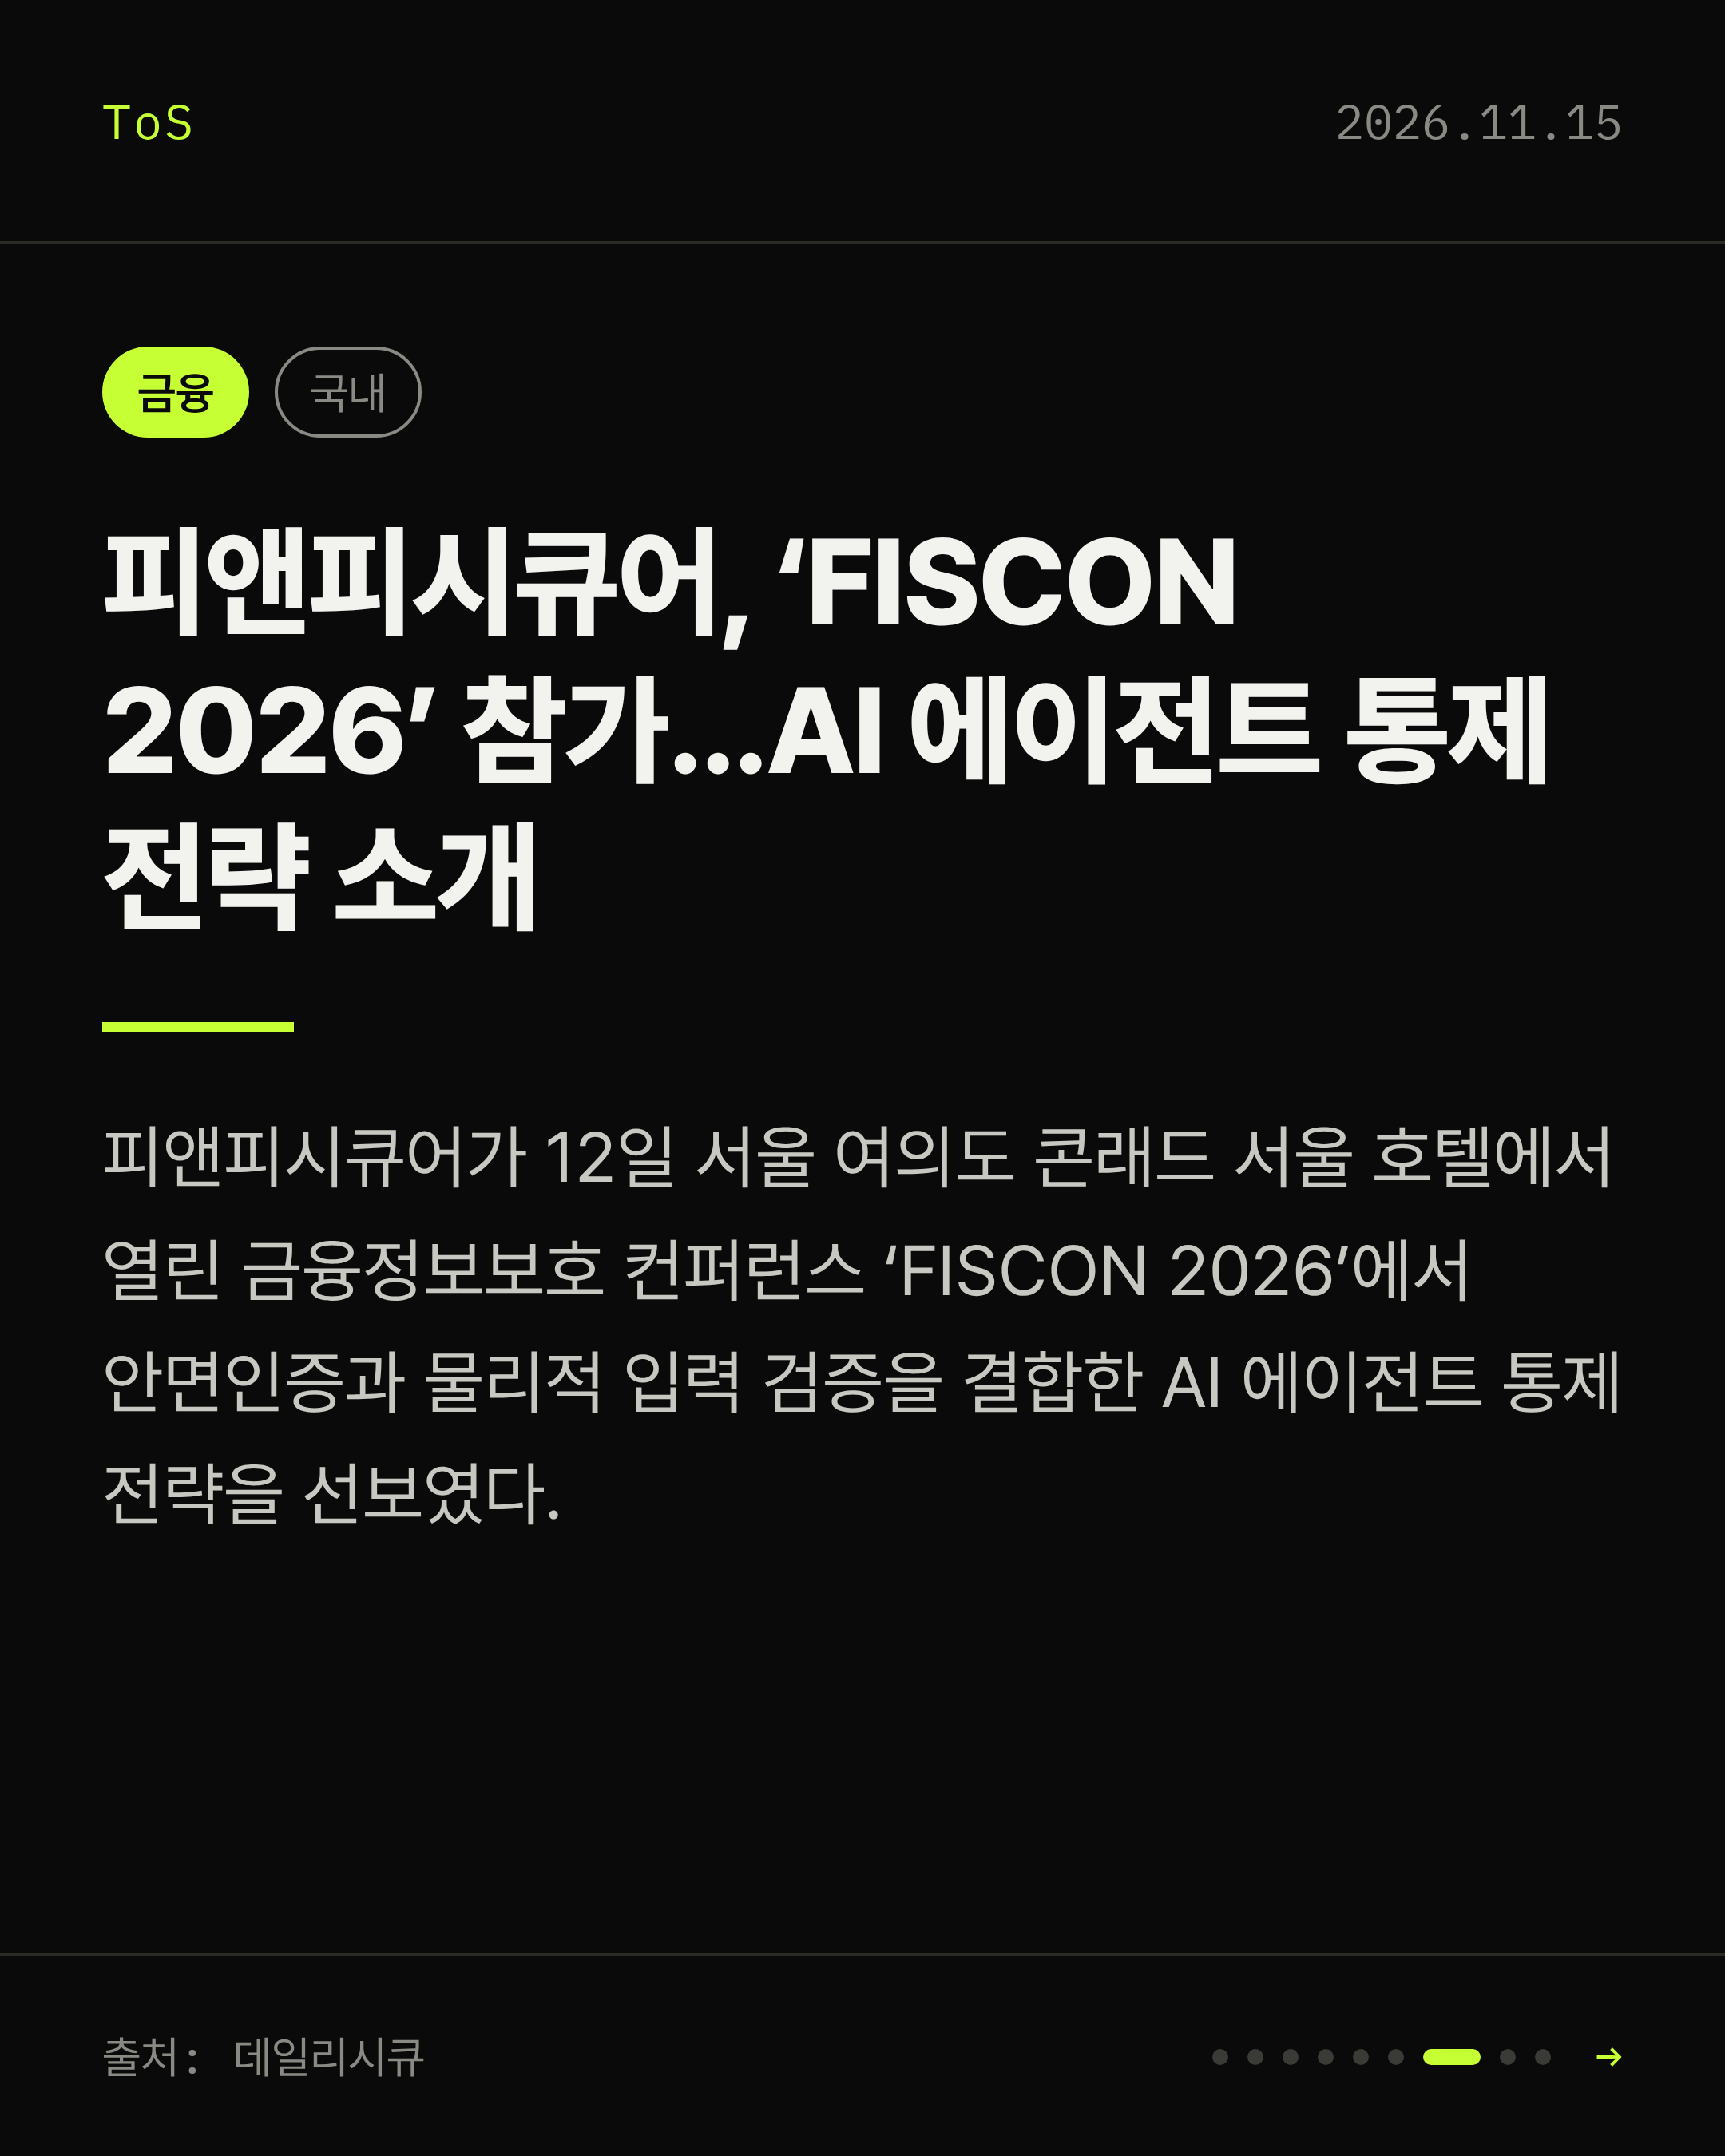 ToS
2026.11.15
금융
국내
피앤피시큐어, ‘FISCON
2026’ 참가...AI 에이전트 통제
전략 소개
피앤피시큐어가 12일 서울 여의도 콘래드 서울 호텔에서
열린 금융정보보호 컨퍼런스 ‘FISCON 2026’에서
안면인증과 물리적 입력 검증을 결합한 AI 에이전트 통제
전략을 선보였다.
출처: 데일리시큐